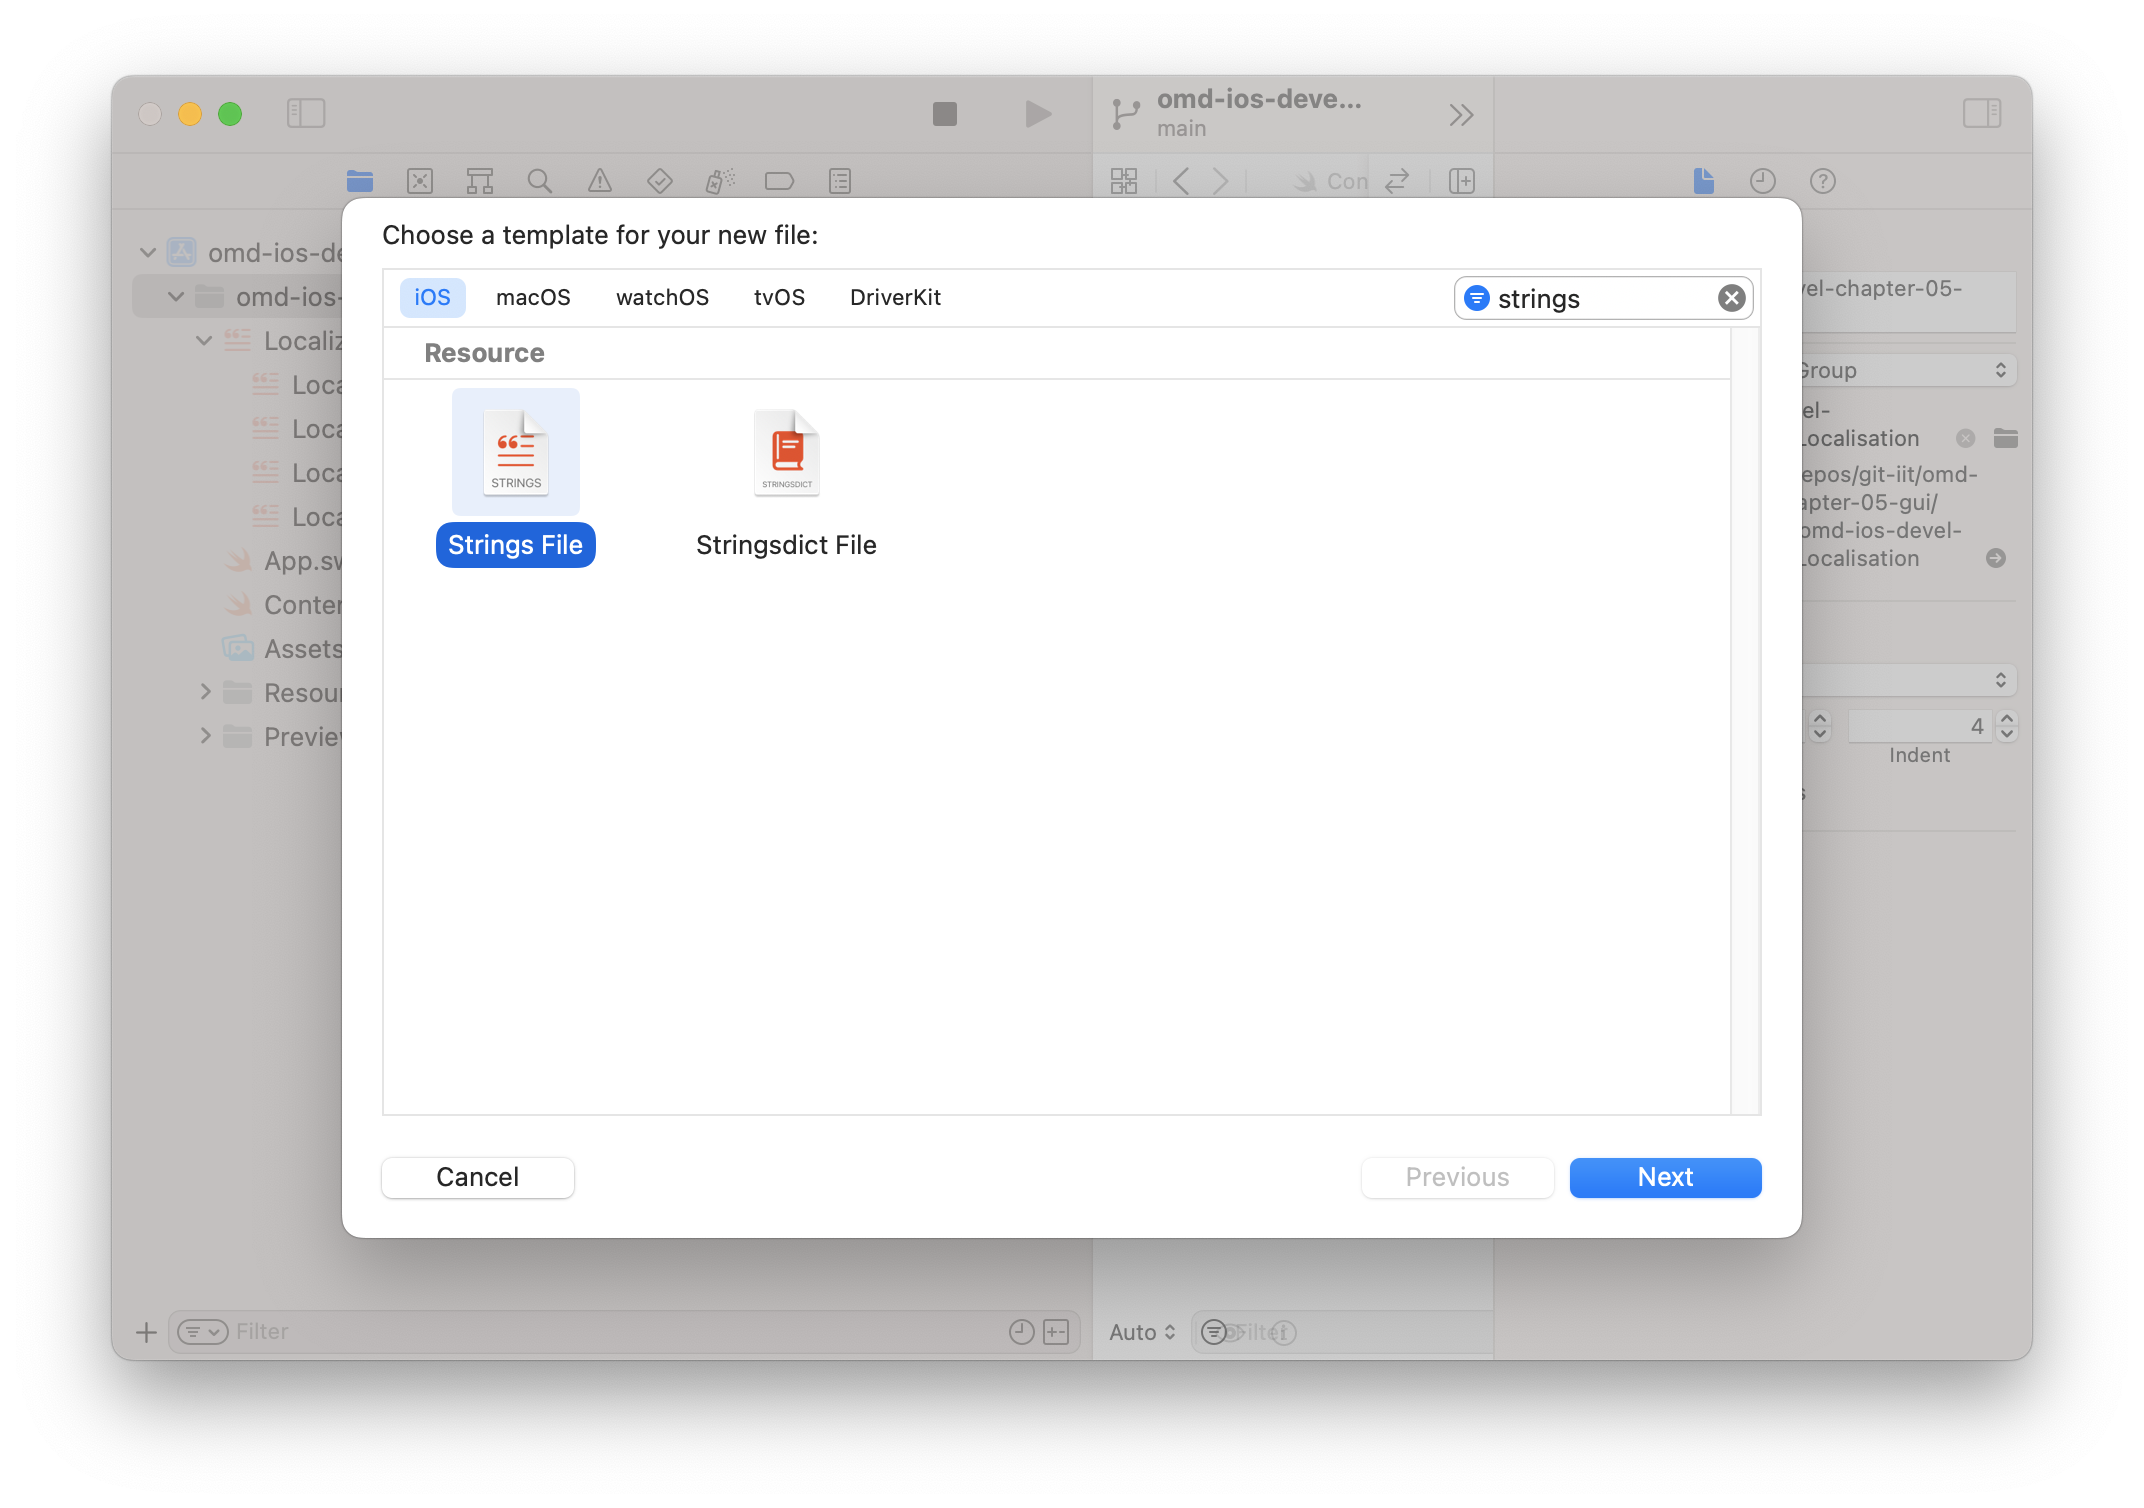 omd-ios-deve...
main
Con
omd-ios-de
omd-ios-
Localiz
Loca
Loca
Loca
Loca
App.sw
Conten
Assets
Resour
Preview
Choose a template for your new file:
iOS
macOS
watchOS
tvOS
DriverKit
strings
Resource
STRINGS
Strings File
STRINGSDICT
Stringsdict File
Cancel
Previous
Next
vel-chapter-05-
Group
el-
Localisation
epos/git-iit/omd-
apter-05-gui/
omd-ios-devel-
Localisation
4
Indent
s
Filter
Auto
Filter